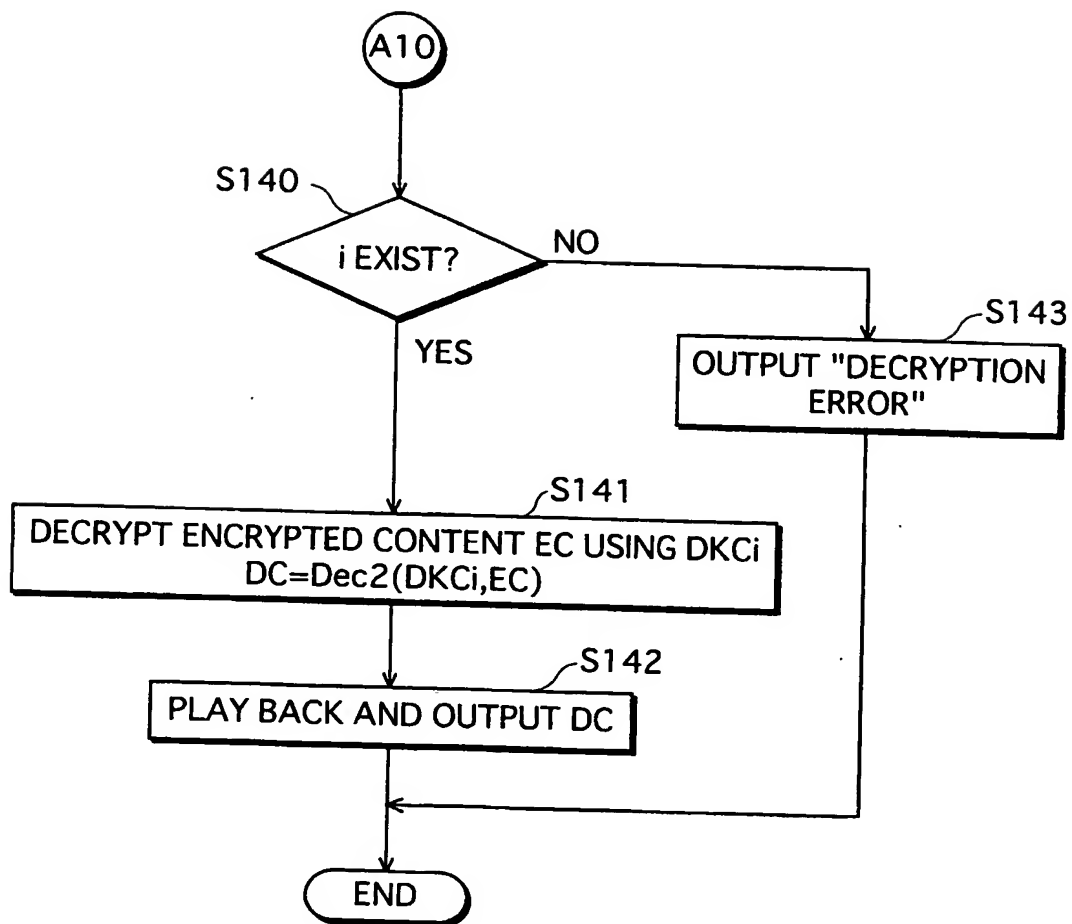 A10
S140
i EXIST?
NO
YES
S143
OUTPUT "DECRYPTION
ERROR"
S141
DECRYPT ENCRYPTED CONTENT EC USING DKCi
DC=Dec2(DKCi,EC)
S142
PLAY BACK AND OUTPUT DC
END